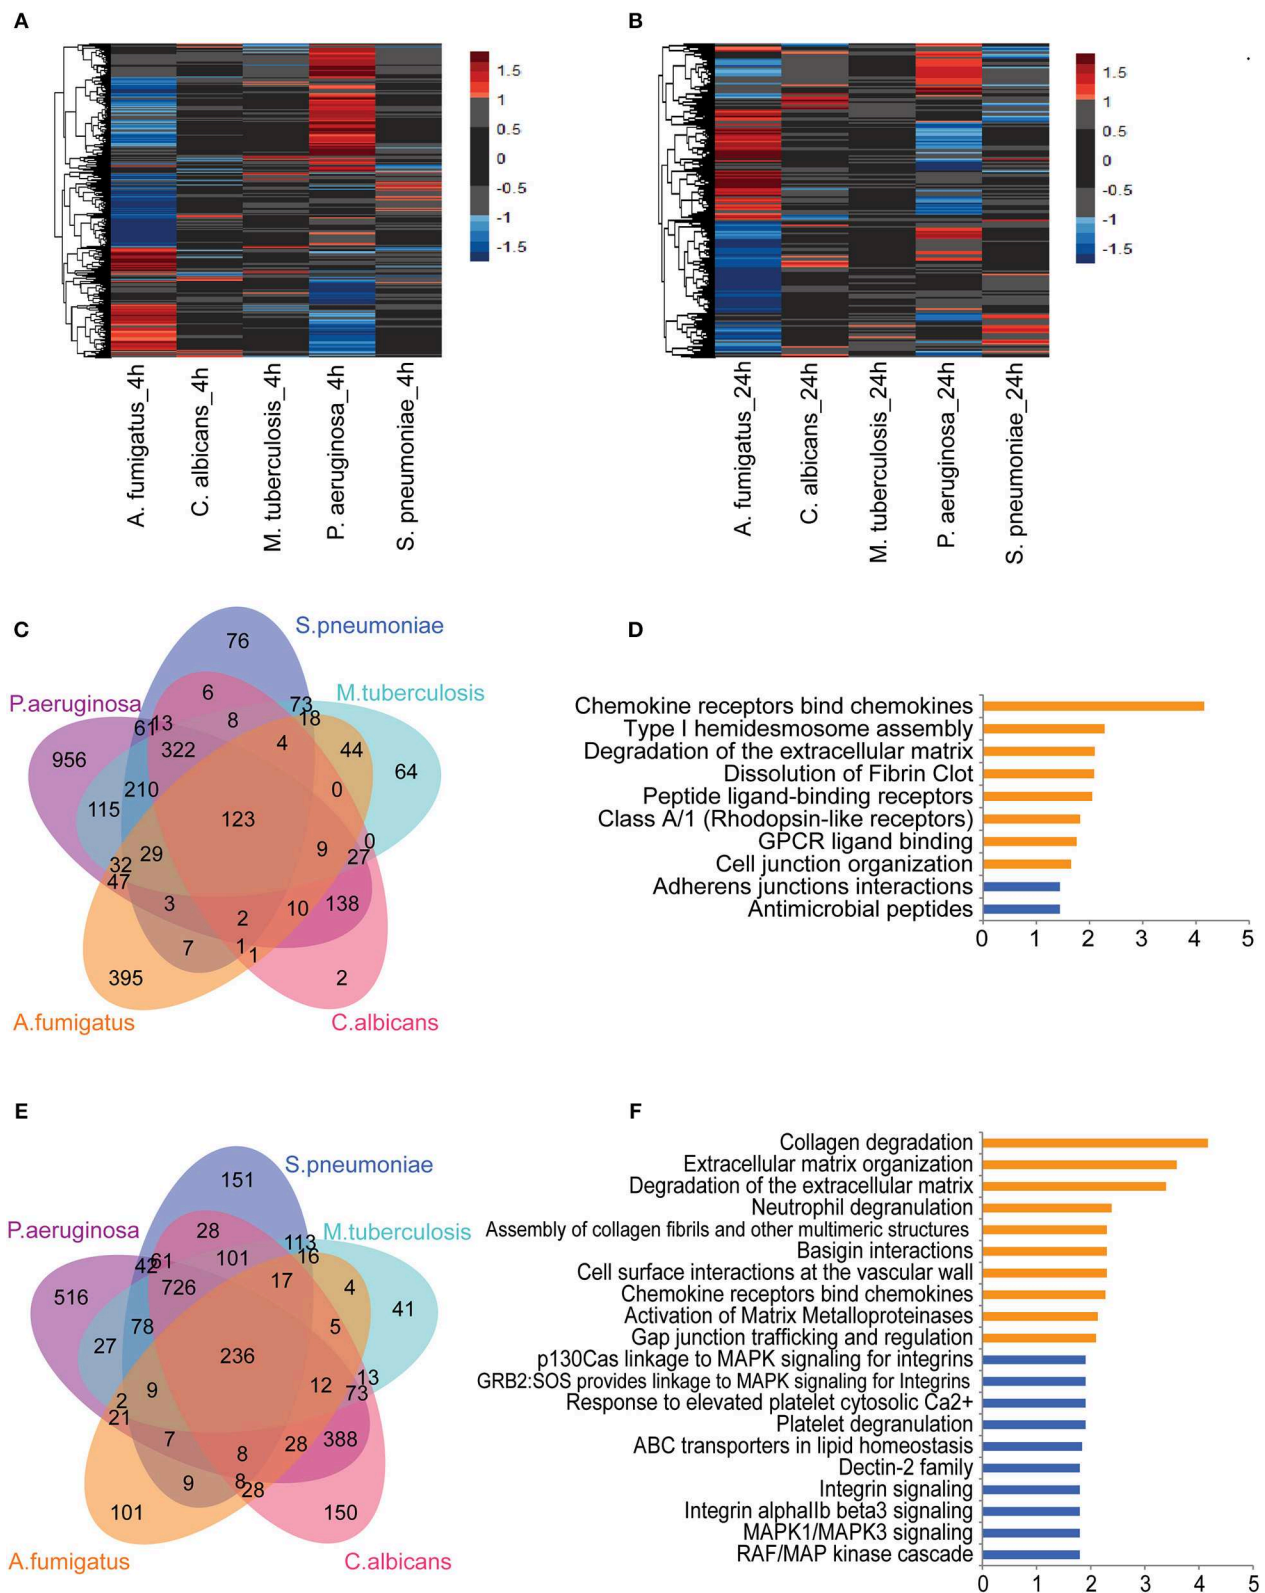 A
B
1.5
1
0.5
0
-0.5
-1
-1.5
1.5
1
0.5
0
-0.5
-1
-1.5
A. fumigatus_4h
C. albicans_4h
M. tuberculosis_4h
P. aeruginosa_4h
S. pneumoniae_4h
A. fumigatus_24h
C. albicans_24h
M. tuberculosis_24h
P. aeruginosa_24h
S. pneumoniae_24h
C
S.pneumoniae
76
P.aeruginosa
M.tuberculosis
6
73
61
13
8
18
956
322
4
44
64
115
210
0
123
0
32
29
9
27
47
3
2
10
138
7
1
1
395
2
A.fumigatus
C.albicans
D
Chemokine receptors bind chemokines
Type I hemidesmosome assembly
Degradation of the extracellular matrix
Dissolution of Fibrin Clot
Peptide ligand-binding receptors
Class A/1 (Rhodopsin-like receptors)
GPCR ligand binding
Cell junction organization
Adherens junctions interactions
Antimicrobial peptides
0 1 2 3 4 5
E
S.pneumoniae
151
P.aeruginosa
M.tuberculosis
28
113
42
61
101
16
516
726
17
4
41
27
78
5
236
13
2
9
12
73
21
7
8
28
388
9
8
28
101
150
A.fumigatus
C.albicans
F
Collagen degradation
Extracellular matrix organization
Degradation of the extracellular matrix
Neutrophil degranulation
Assembly of collagen fibrils and other multimeric structures
Basigin interactions
Cell surface interactions at the vascular wall
Chemokine receptors bind chemokines
Activation of Matrix Metalloproteinases
Gap junction trafficking and regulation
p130Cas linkage to MAPK signaling for integrins
GRB2:SOS provides linkage to MAPK signaling for Integrins
Response to elevated platelet cytosolic Ca2+
Platelet degranulation
ABC transporters in lipid homeostasis
Dectin-2 family
Integrin signaling
Integrin alphaIIb beta3 signaling
MAPK1/MAPK3 signaling
RAF/MAP kinase cascade
0 1 2 3 4 5